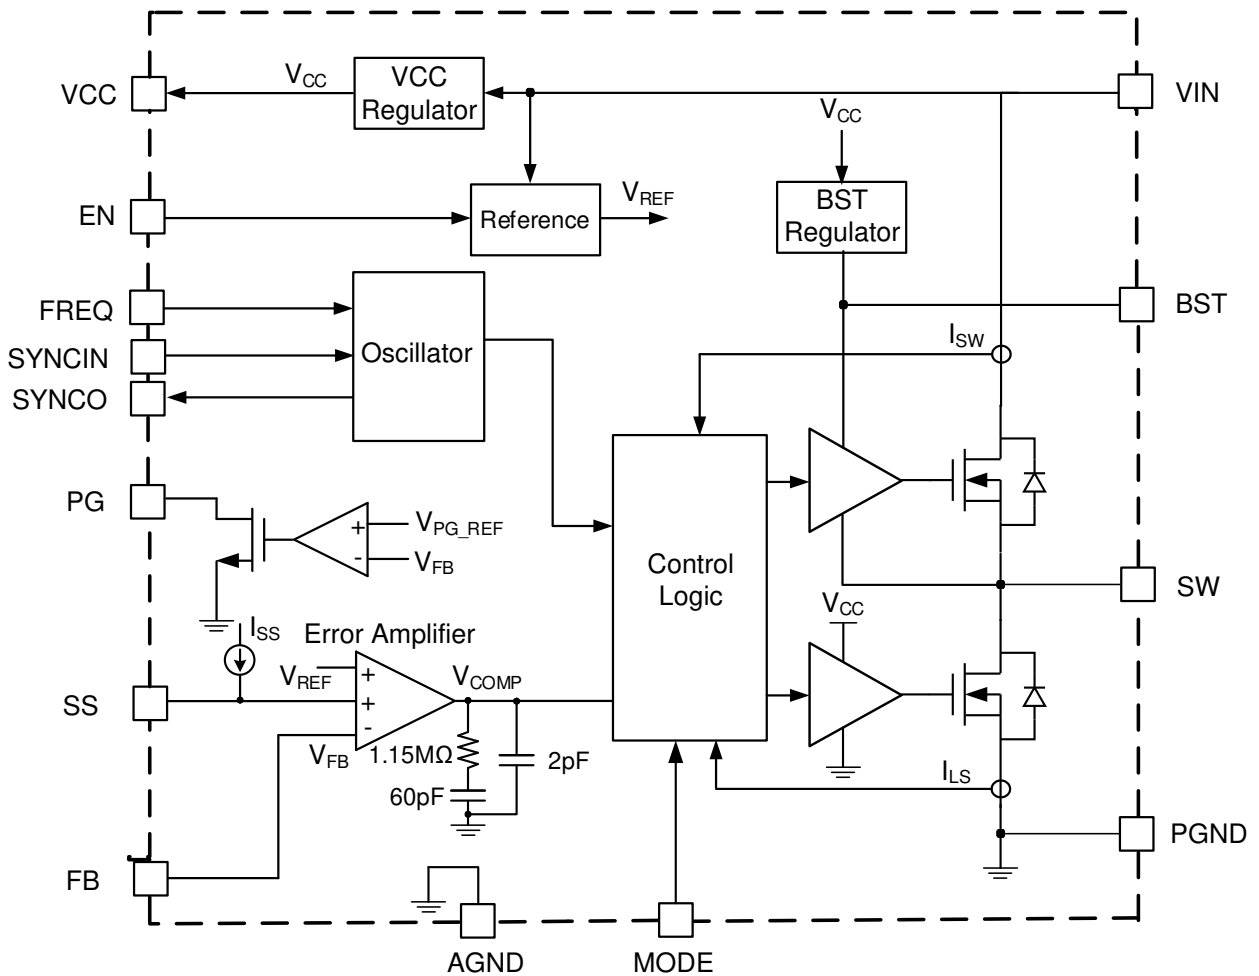 VCC
VCC
VCC
Regulator
VIN
VCC
EN
Reference
VREF
BST
Regulator
FREQ
Oscillator
SYNCIN
SYNCO
BST
ISW
PG
+
-
VPG_REF
VFB
Control
Logic
SW
VCC
ISS
Error Amplifier
VREF
+
+
-
VCOMP
SS
VFB
1.15MΩ
2pF
60pF
ILS
PGND
FB
AGND
MODE